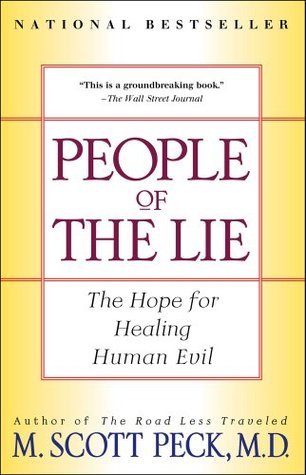 NATIONAL BESTSELLER
"This is a groundbreaking book."
–The Wall Street Journal
PEOPLE
OF
THE LIE
The Hope for
Healing
Human Evil
Author of The Road Less Traveled
M. SCOTT PECK, M.D.